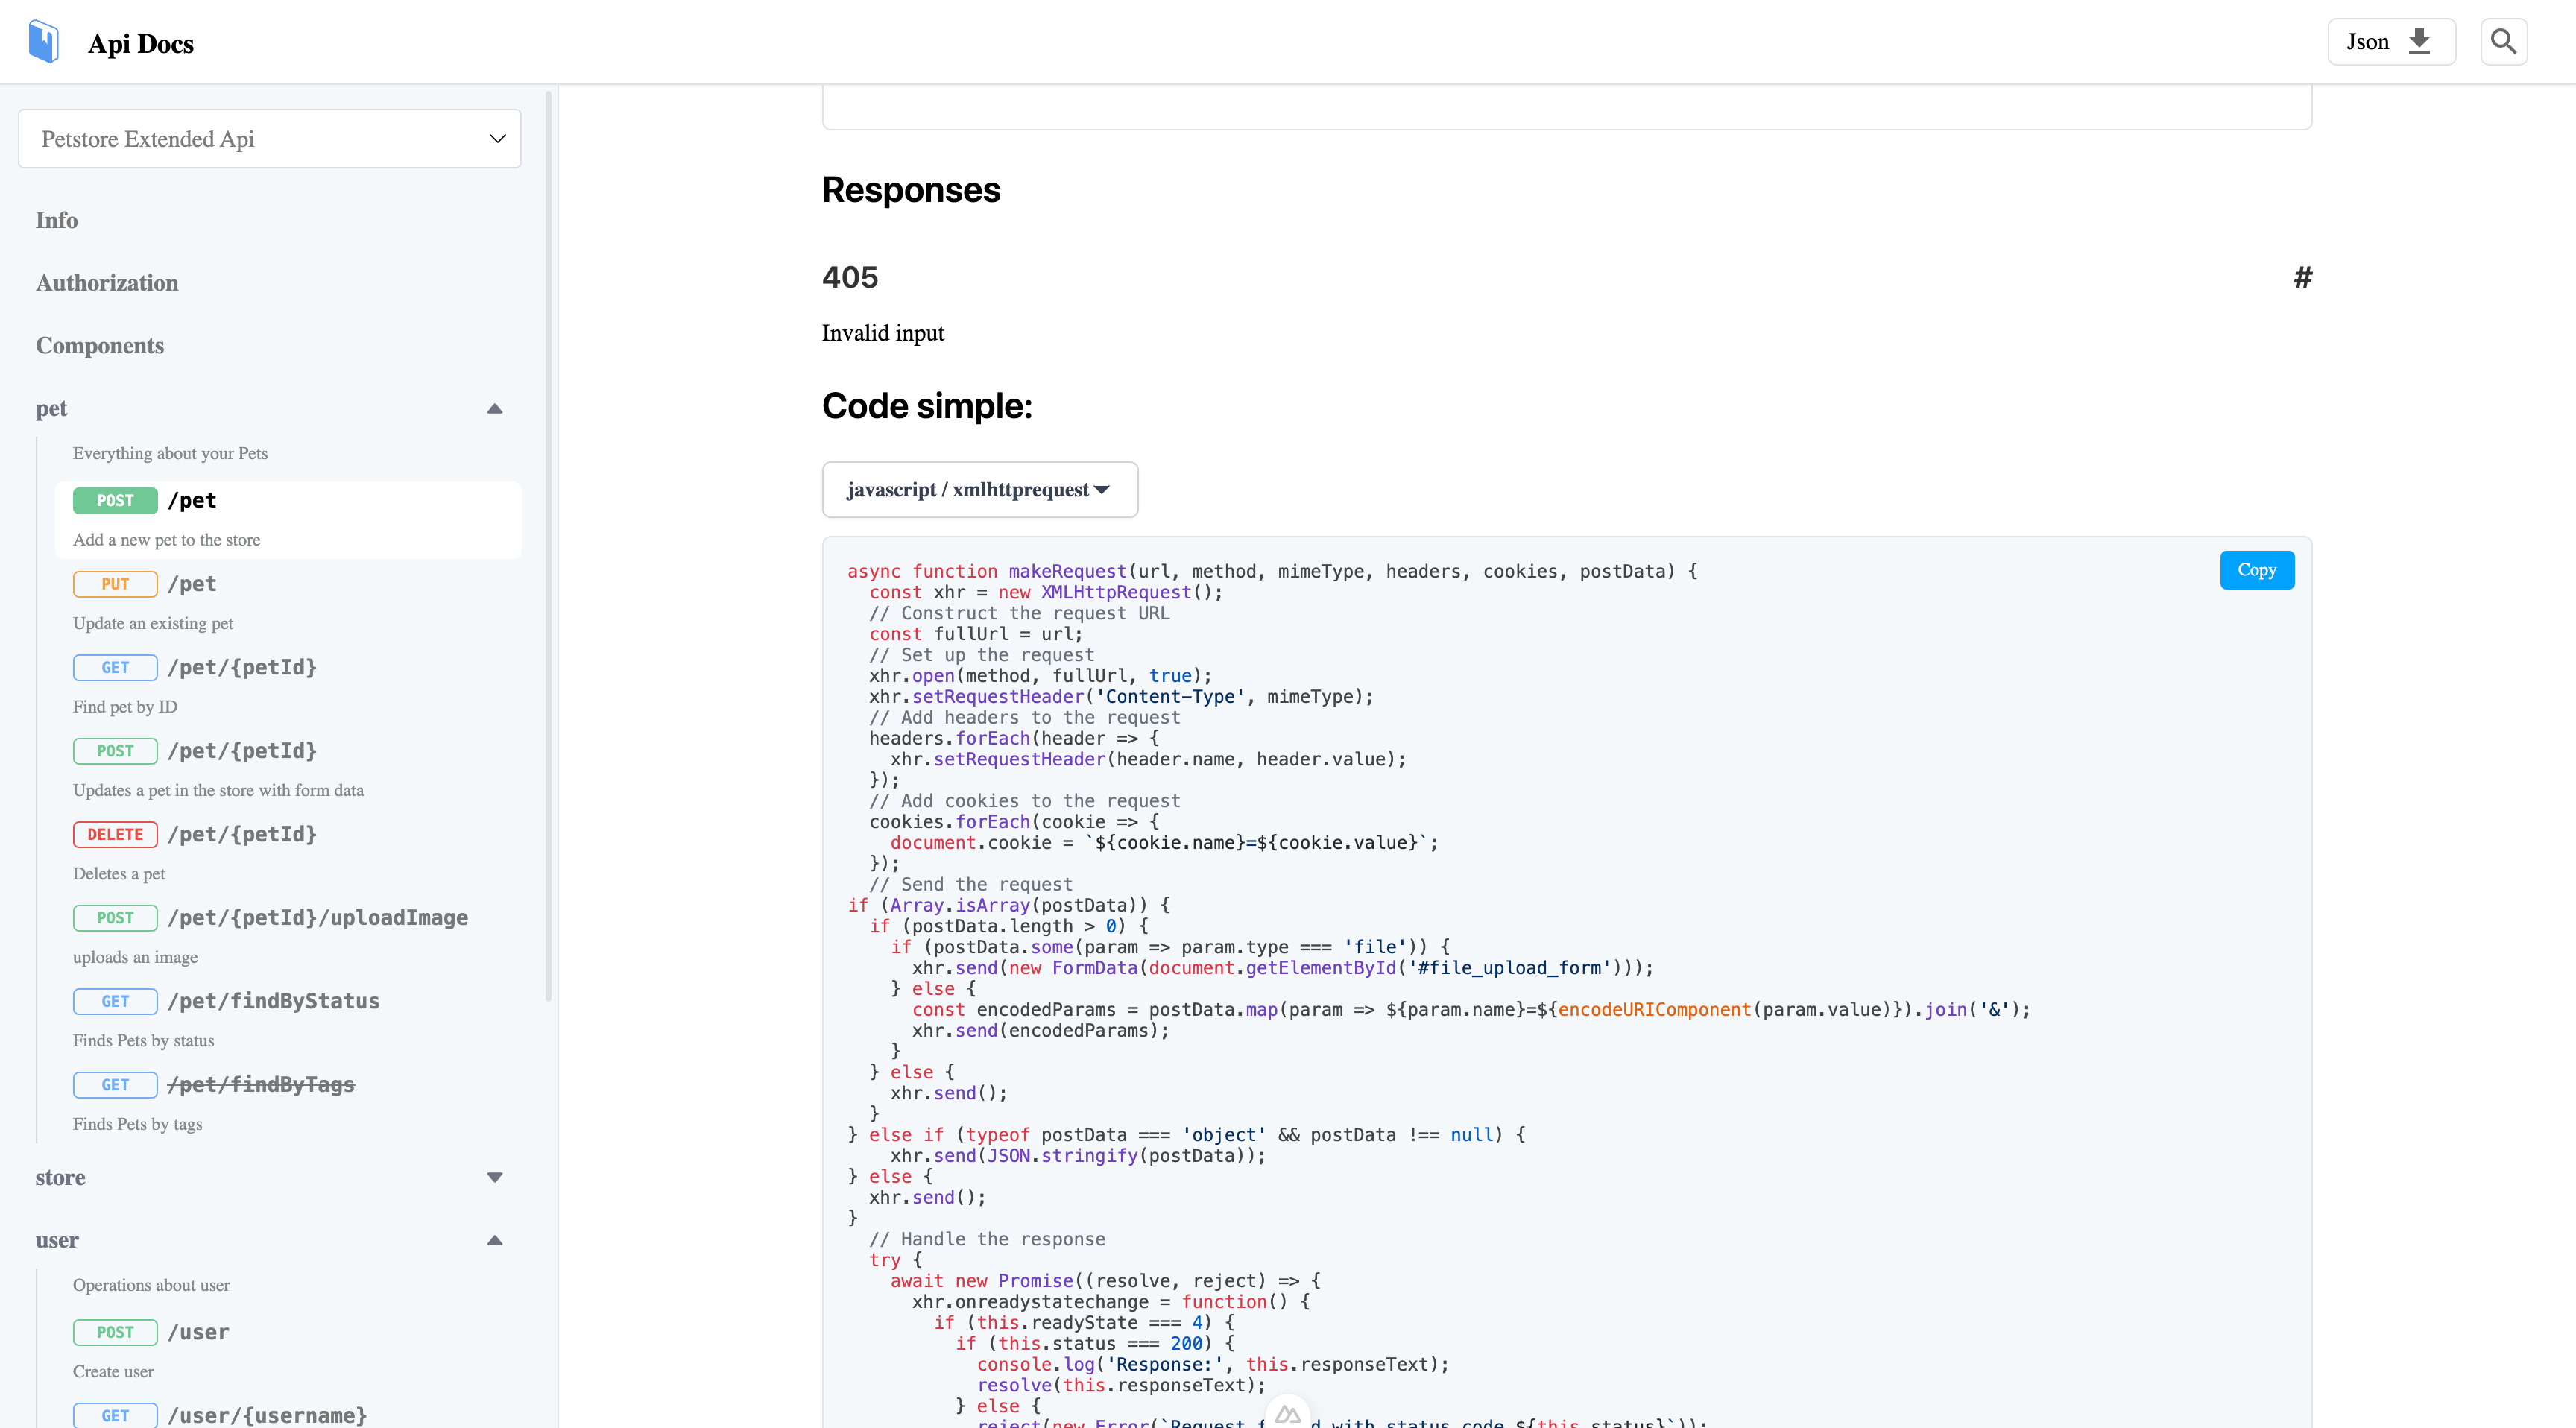 Api Docs
Json
Petstore Extended Api
Info
Authorization
Components
pet
Everything about your Pets
POST /pet
Add a new pet to the store
PUT /pet
Update an existing pet
GET /pet/{petId}
Find pet by ID
POST /pet/{petId}
Updates a pet in the store with form data
DELETE /pet/{petId}
Deletes a pet
POST /pet/{petId}/uploadImage
uploads an image
GET /pet/findByStatus
Finds Pets by status
GET /pet/findByTags
Finds Pets by tags
store
user
Operations about user
POST /user
Create user
GET /user/{username}
Responses
405 #
Invalid input
Code simple:
javascript / xmlhttprequest
Copy
async function makeRequest(url, method, mimeType, headers, cookies, postData) {
  const xhr = new XMLHttpRequest();
  // Construct the request URL
  const fullUrl = url;
  // Set up the request
  xhr.open(method, fullUrl, true);
  xhr.setRequestHeader('Content-Type', mimeType);
  // Add headers to the request
  headers.forEach(header => {
    xhr.setRequestHeader(header.name, header.value);
  });
  // Add cookies to the request
  cookies.forEach(cookie => {
    document.cookie = `${cookie.name}=${cookie.value}`;
  });
  // Send the request
if (Array.isArray(postData)) {
  if (postData.length > 0) {
    if (postData.some(param => param.type === 'file')) {
      xhr.send(new FormData(document.getElementById('#file_upload_form')));
    } else {
      const encodedParams = postData.map(param => ${param.name}=${encodeURIComponent(param.value)}).join('&');
      xhr.send(encodedParams);
    }
  } else {
    xhr.send();
  }
} else if (typeof postData === 'object' && postData !== null) {
    xhr.send(JSON.stringify(postData));
} else {
  xhr.send();
}
  // Handle the response
  try {
    await new Promise((resolve, reject) => {
      xhr.onreadystatechange = function() {
        if (this.readyState === 4) {
          if (this.status === 200) {
            console.log('Response:', this.responseText);
            resolve(this.responseText);
          } else {
            reject(new Error(`Request with status code ${this.status}`));